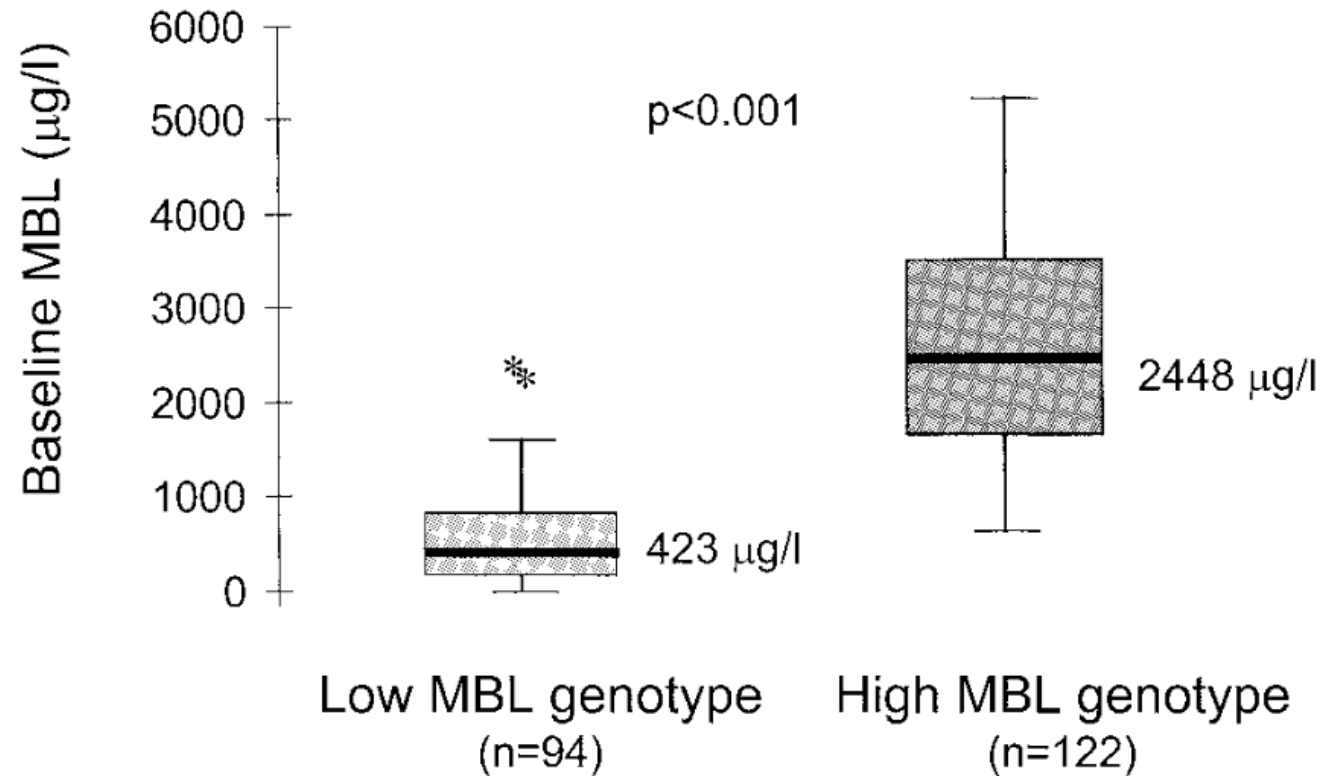 Baseline MBL (μg/l)
6000
5000
4000
3000
2000
1000
0
p<0.001
**
423 μg/l
2448 μg/l
Low MBL genotype
(n=94)
High MBL genotype
(n=122)